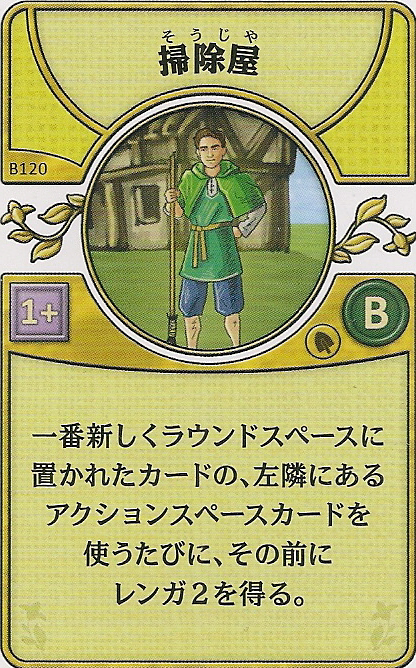 そうじや
掃除屋
B120
1+
B
一番新しくラウンドスペースに
置かれたカードの、左隣にある
アクションスペースカードを
使うたびに、その前に
レンガ2を得る。